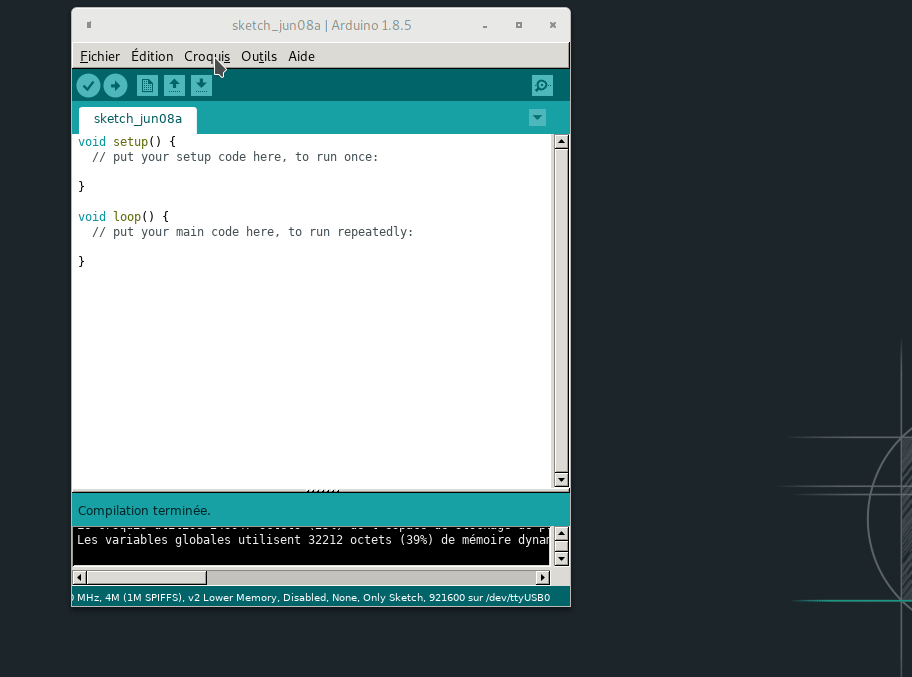 sketch_jun08a | Arduino 1.8.5
Fichier Édition Croquis Outils Aide
sketch_jun08a
void setup() {
  // put your setup code here, to run once:
}
void loop() {
  // put your main code here, to run repeatedly:
}
Compilation terminée.
Les variables globales utilisent 32212 octets (39%) de mémoire
MHz, 4M (1M SPIFFS), v2 Lower Memory, Disabled, None, Only Sketch, 921600 sur /dev/ttyUSB0